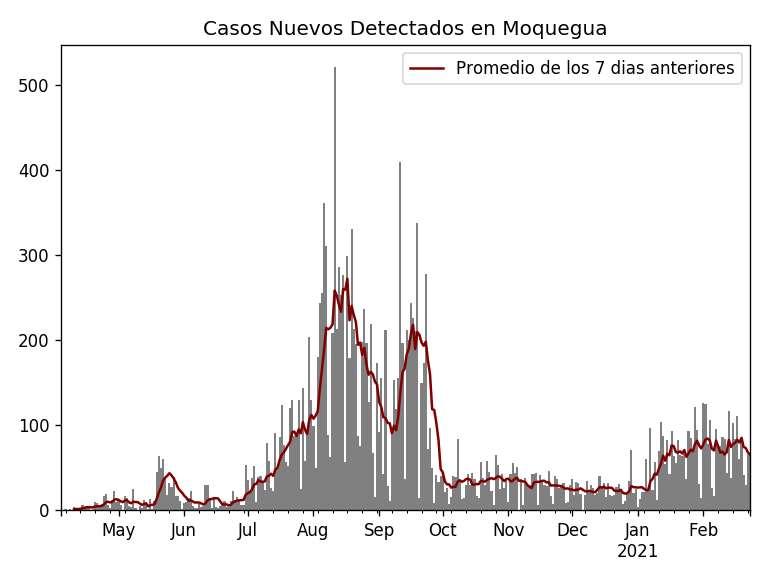 Casos Nuevos Detectados en Moquegua
Promedio de los 7 dias anteriores
500
400
300
200
100
0
May Jun Jul Aug Sep Oct Nov Dec Jan Feb
2021